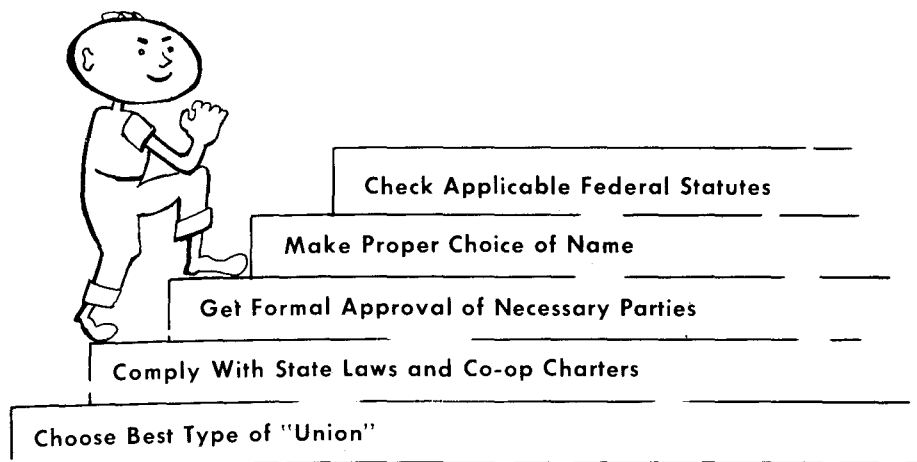 Check Applicable Federal Statutes
Make Proper Choice of Name
Get Formal Approval of Necessary Parties
Comply With State Laws and Co-op Charters
Choose Best Type of "Union"